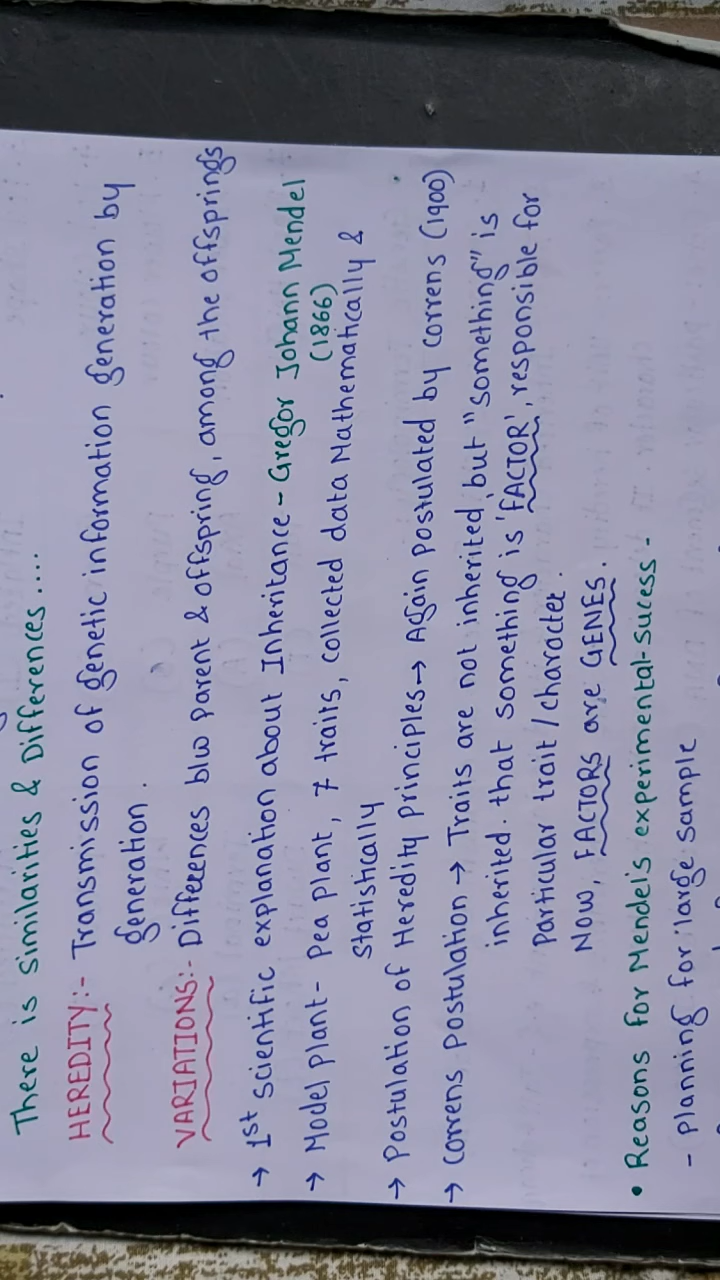 There is similarities & Differences....
HEREDITY:- Transmission of genetic information generation by
generation.
VARIATIONS:- Differences b/w parent & offspring, among the offsprings
→ 1st scientific explanation about Inheritance - Gregor Johann Mendel
(1866)
→ Model plant- Pea plant, 7 traits, collected data Mathematically &
Statistically
→ Postulation of Heredity principles → Again postulated by Correns (1900)
→ Correns Postulation → Traits are not inherited, but "something" is
inherited. that something is 'FACTOR', responsible for
Particular trait/character.
Now, FACTORS are GENES.
• Reasons for Mendel's experimental-sucess -
- Planning for large sample